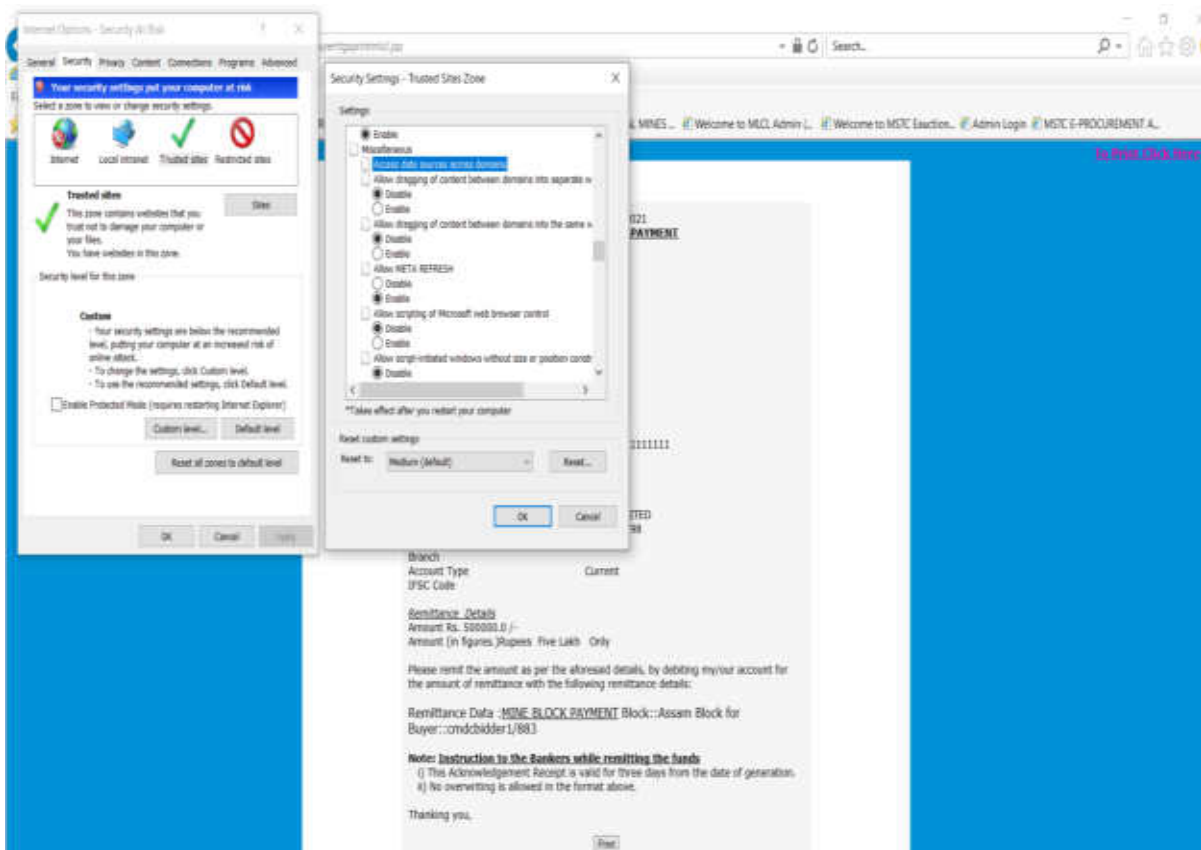 Internet Options - Security At Risk
? X
General Security Privacy Content Connections Programs Advanced
Your security settings put your computer at risk
Select a zone to view or change security settings.
Internet Local intranet Trusted sites Restricted sites
Trusted sites
Sites
This zone contains websites that you
trust not to damage your computer or
your files.
You have websites in this zone.
Security level for this zone
Custom
- Your security settings are below the recommended
level, putting your computer at an increased risk of
online attack.
- To change the settings, click Custom level.
- To use the recommended settings, click Default level.
Enable Protected Mode (requires restarting Internet Explorer)
Custom level... Default level
Reset all zones to default level
OK Cancel Apply
Security Settings - Trusted Sites Zone X
Settings
Enable
Miscellaneous
Access data sources across domains
Allow dragging of content between domains into separate w
Disable
Enable
Allow dragging of content between domains into the same w
Disable
Enable
Allow META REFRESH
Disable
Enable
Allow scripting of Microsoft web browser control
Disable
Enable
Allow script-initiated windows without size or position constr
Disable
*Takes effect after you restart your computer
Reset custom settings
Reset to: Medium (default) Reset...
OK Cancel
Search...
L MINES ... Welcome to MLCL Admin (... Welcome to MSTC Eauction... Admin Login MSTC E-PROCUREMENT A...
To Print Click Here
021
PAYMENT
1111111
ITED
98
Branch
Account Type Current
IFSC Code
Remittance Details
Amount Rs. 500000.0 /-
Amount (in figures )Rupees Five Lakh Only
Please remit the amount as per the aforesaid details, by debiting my/our account for
the amount of remittance with the following remittance details:
Remittance Data :MINE BLOCK PAYMENT Block::Assam Block for
Buyer::cmdcbidder1/883
Note: Instruction to the Bankers while remitting the funds
i) This Acknowledgement Receipt is valid for three days from the date of generation.
ii) No overwriting is allowed in the format above.
Thanking you,
Print